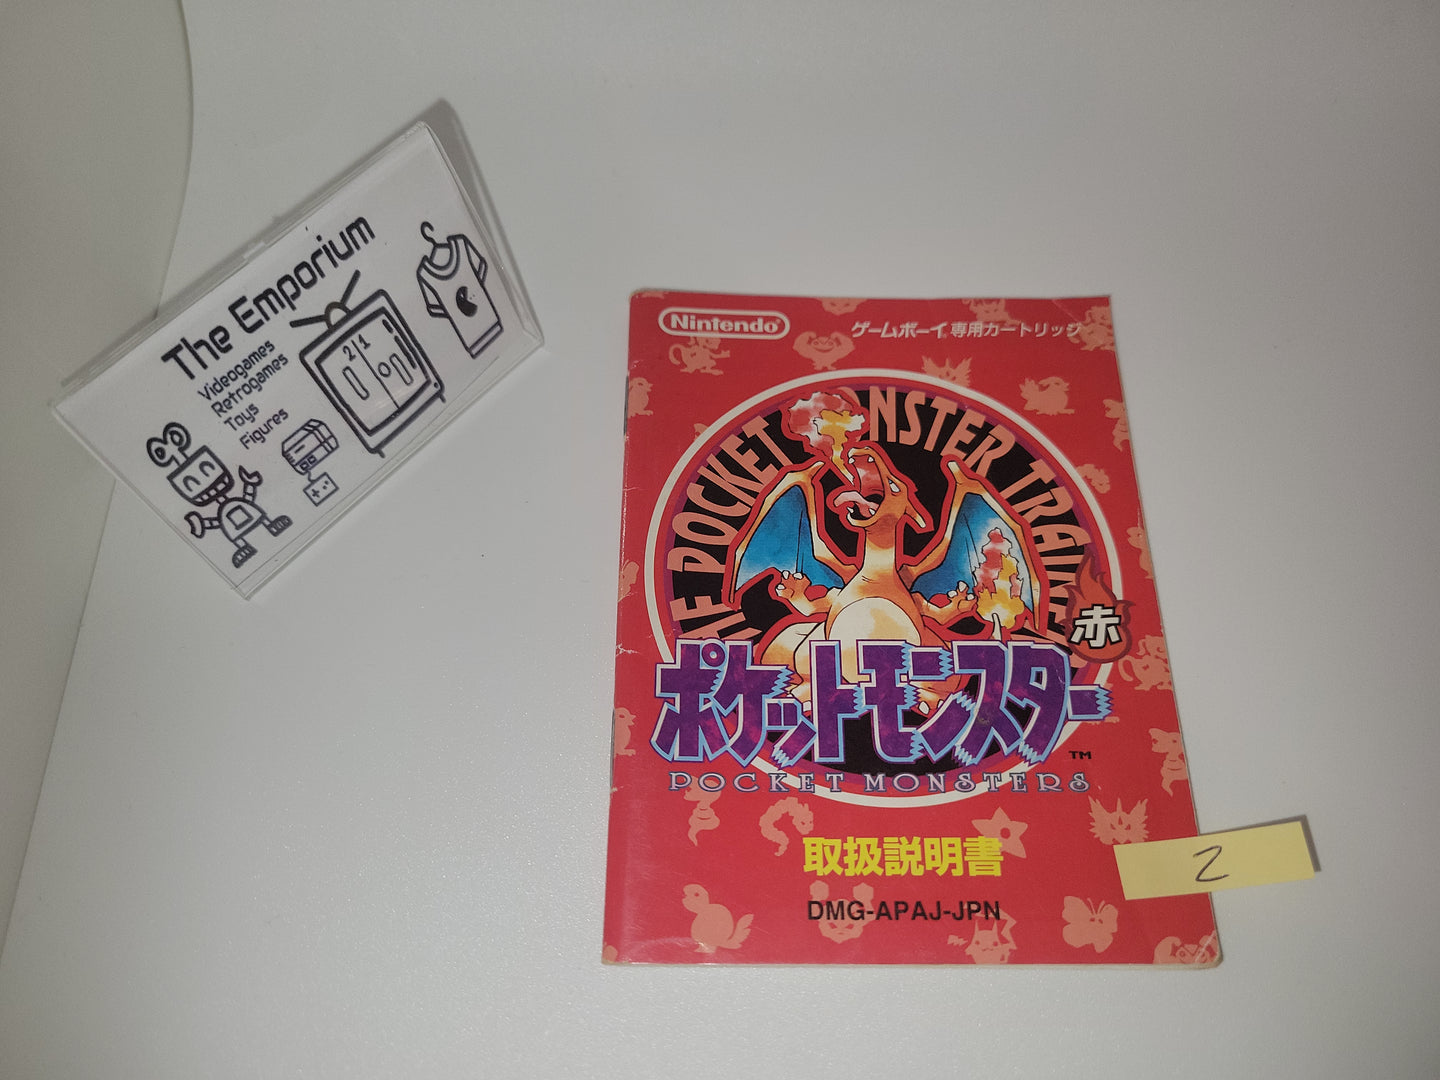 The Emporium
Videogames
Retrogames
Toys
Figures
21
Nintendo
ゲームボーイ専用カートリッジ
THE POCKET MONSTER TRAINER
赤
ポケットモンスター
TM
POCKET MONSTERS
取扱説明書
DMG-APAJ-JPN
2